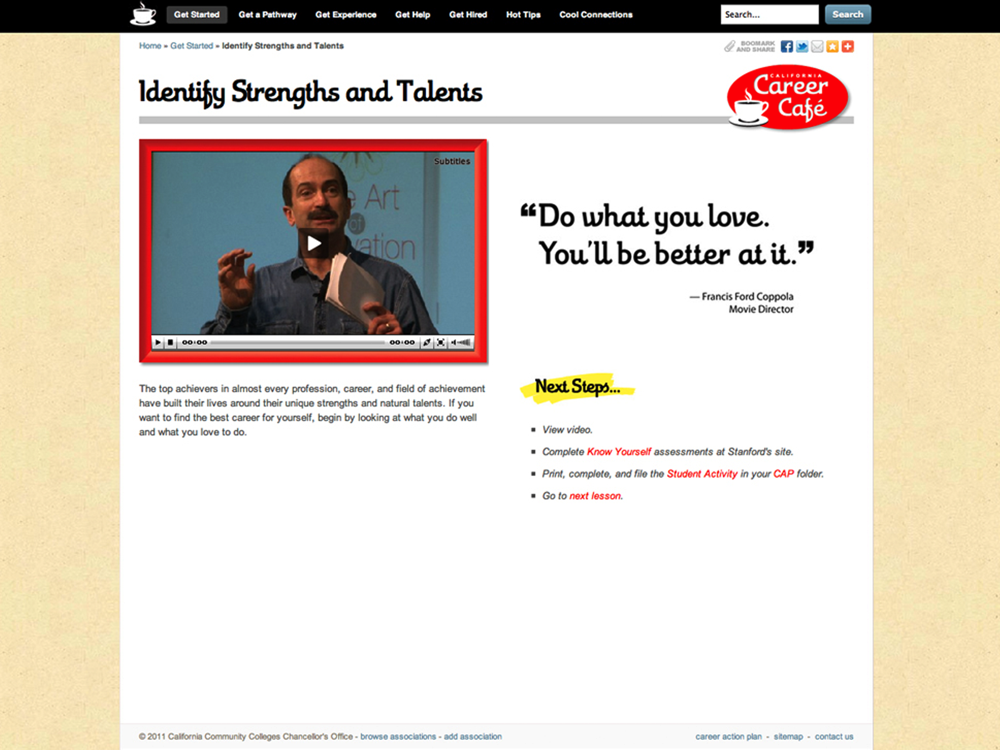 Get Started Get a Pathway Get Experience Get Help Get Hired Hot Tips Cool Connections Search... Search
Home » Get Started » Identify Strengths and Talents
BOOMARK
AND SHARE
Identify Strengths and Talents
CALIFORNIA
Career
Café
Subtitles
e Art
of
vation
00:00 00:00
“Do what you love.
You'll be better at it.”
— Francis Ford Coppola
Movie Director
The top achievers in almost every profession, career, and field of achievement
have built their lives around their unique strengths and natural talents. If you
want to find the best career for yourself, begin by looking at what you do well
and what you love to do.
Next Steps...
View video.
Complete Know Yourself assessments at Stanford's site.
Print, complete, and file the Student Activity in your CAP folder.
Go to next lesson.
© 2011 California Community Colleges Chancellor's Office - browse associations - add association
career action plan - sitemap - contact us